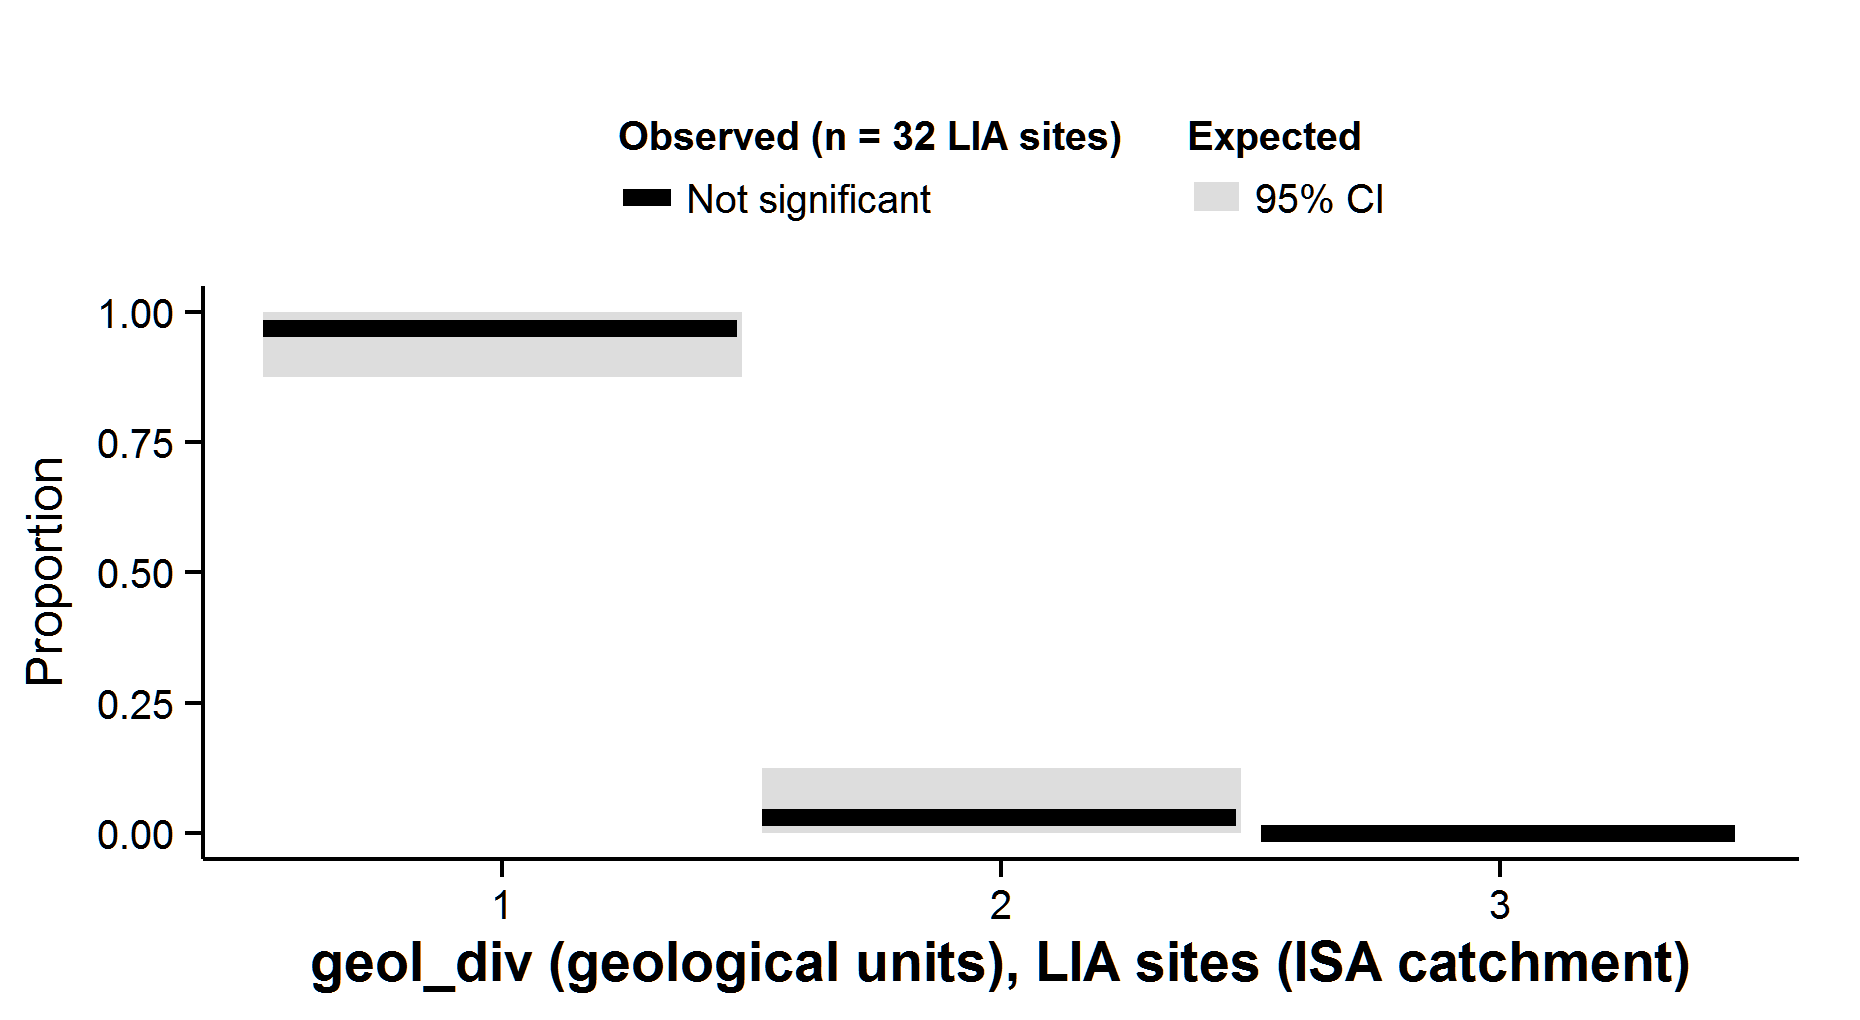 Observed (n = 32 LIA sites) Expected
Not significant 95% CI
1.00
0.75
0.50
0.25
0.00
Proportion
1 2 3
geol_div (geological units), LIA sites (ISA catchment)